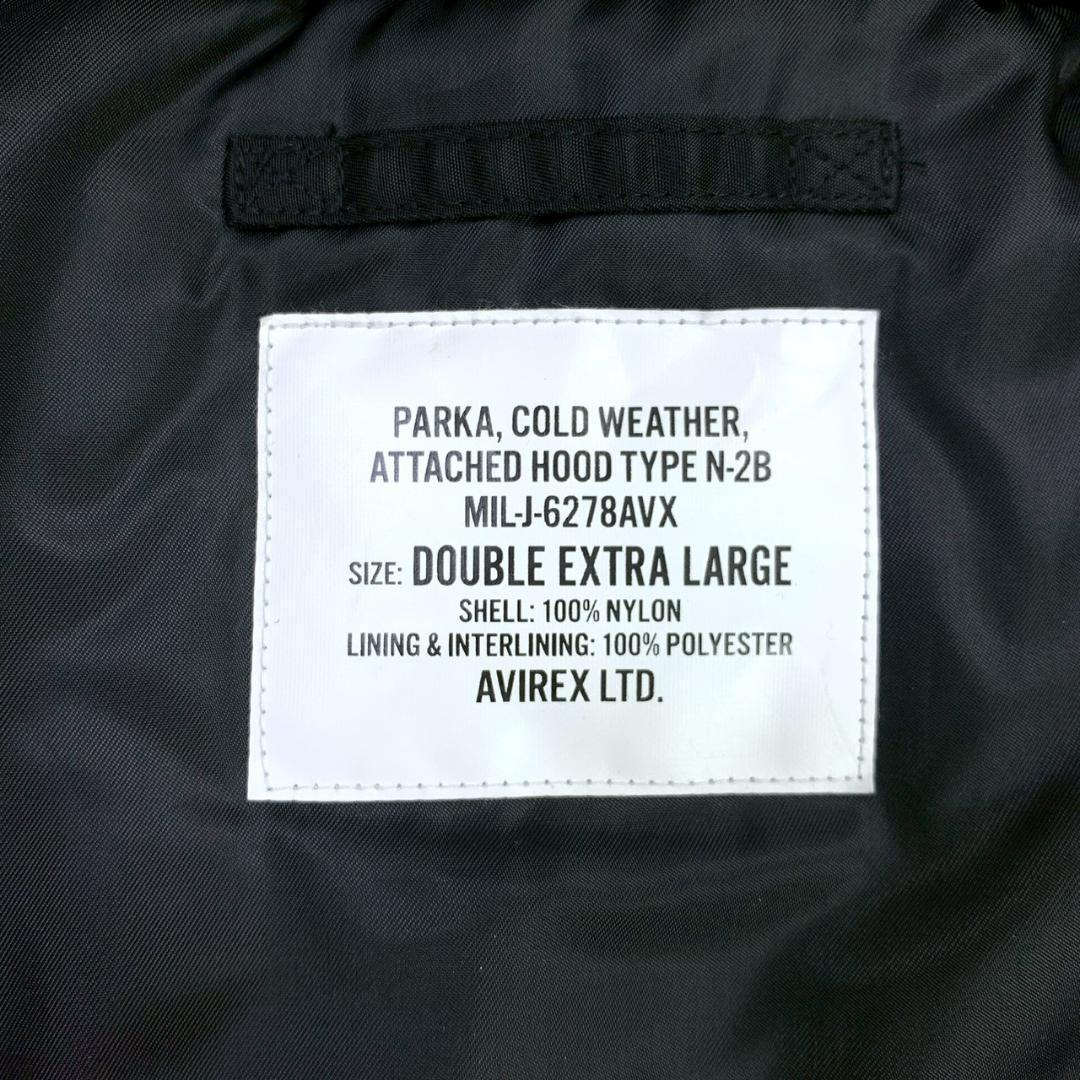 PARKA, COLD WEATHER,
ATTACHED HOOD TYPE N-2B
MIL-J-6278AVX
SIZE: DOUBLE EXTRA LARGE
SHELL: 100% NYLON
LINING & INTERLINING: 100% POLYESTER
AVIREX LTD.